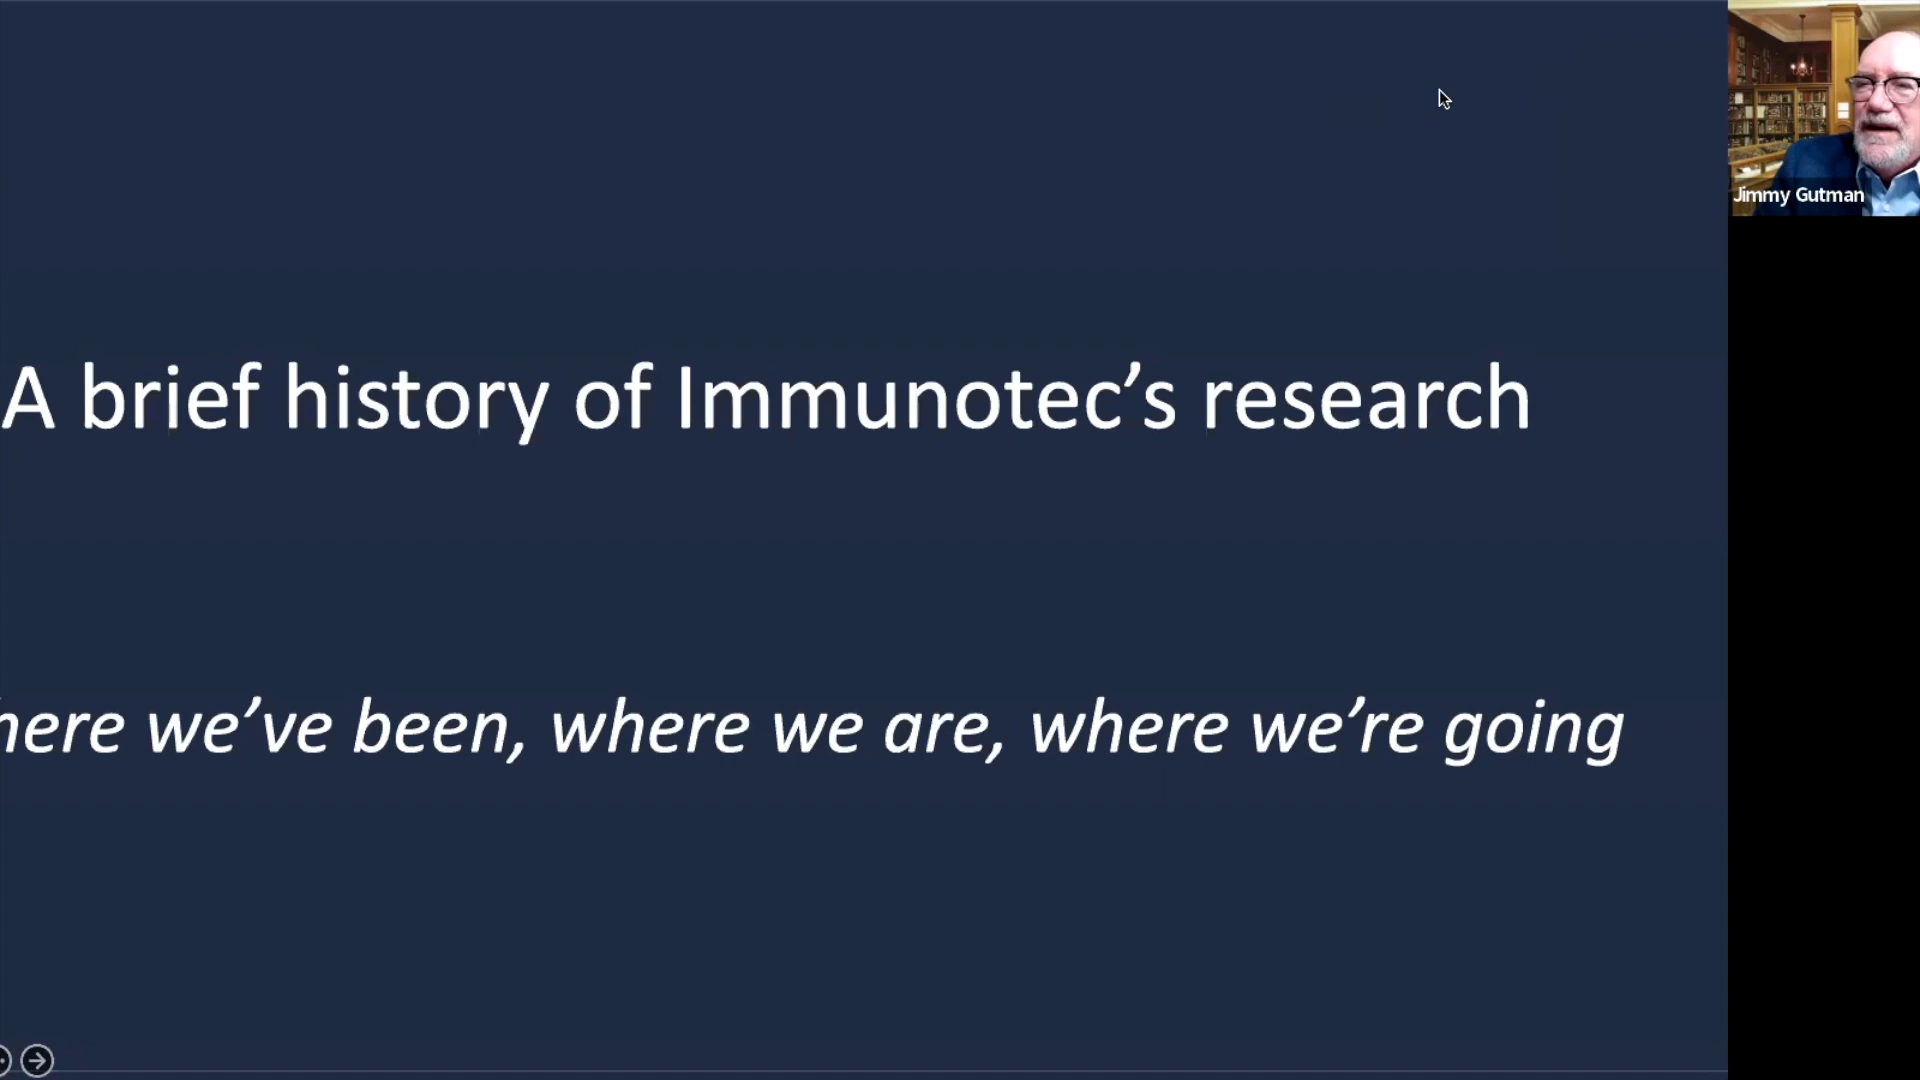 A brief history of Immunotec’s research
here we’ve been, where we are, where we’re going
Jimmy Gutman